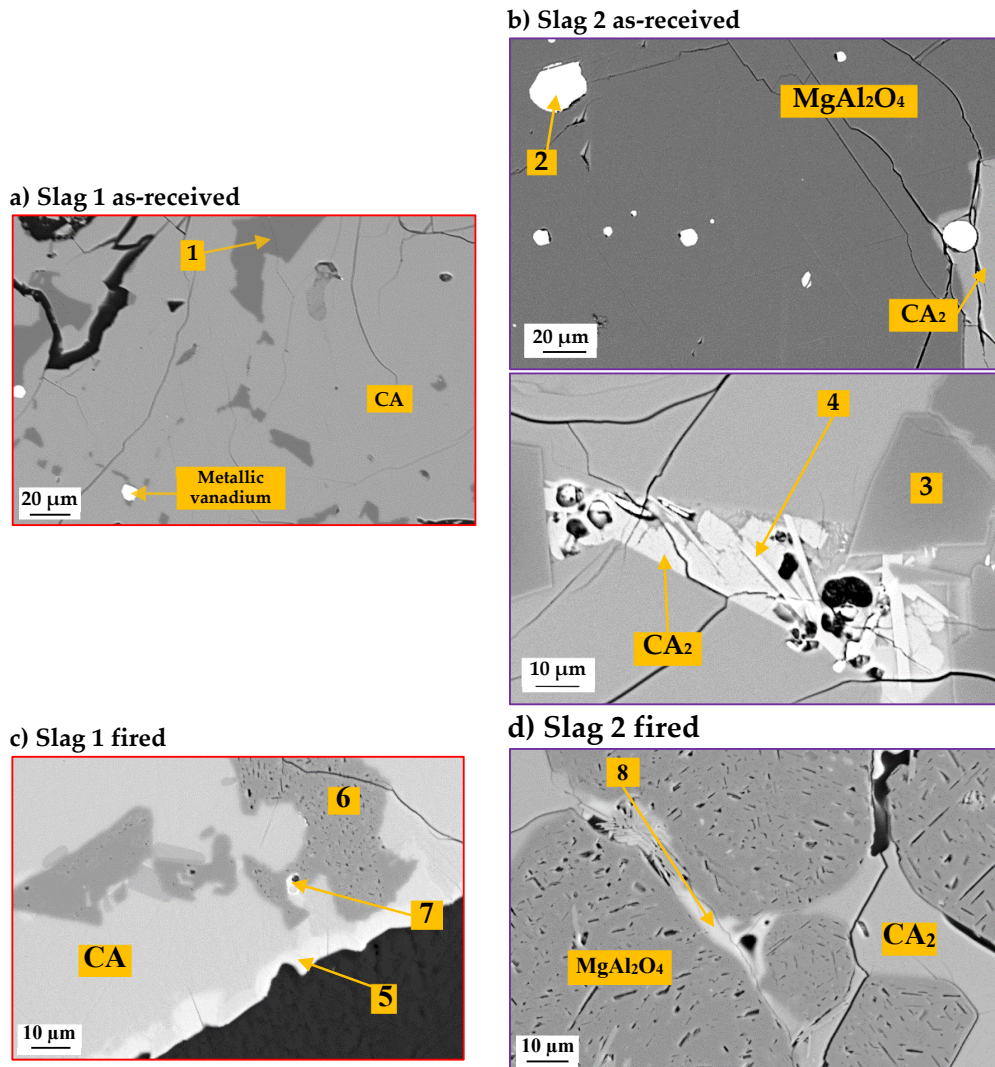 a) Slag 1 as-received
1
CA
Metallic
vanadium
20 µm
b) Slag 2 as-received
MgAl₂O₄
2
CA₂
20 µm
4
3
CA₂
10 µm
c) Slag 1 fired
6
7
CA
5
10 µm
d) Slag 2 fired
8
CA₂
MgAl₂O₄
10 µm